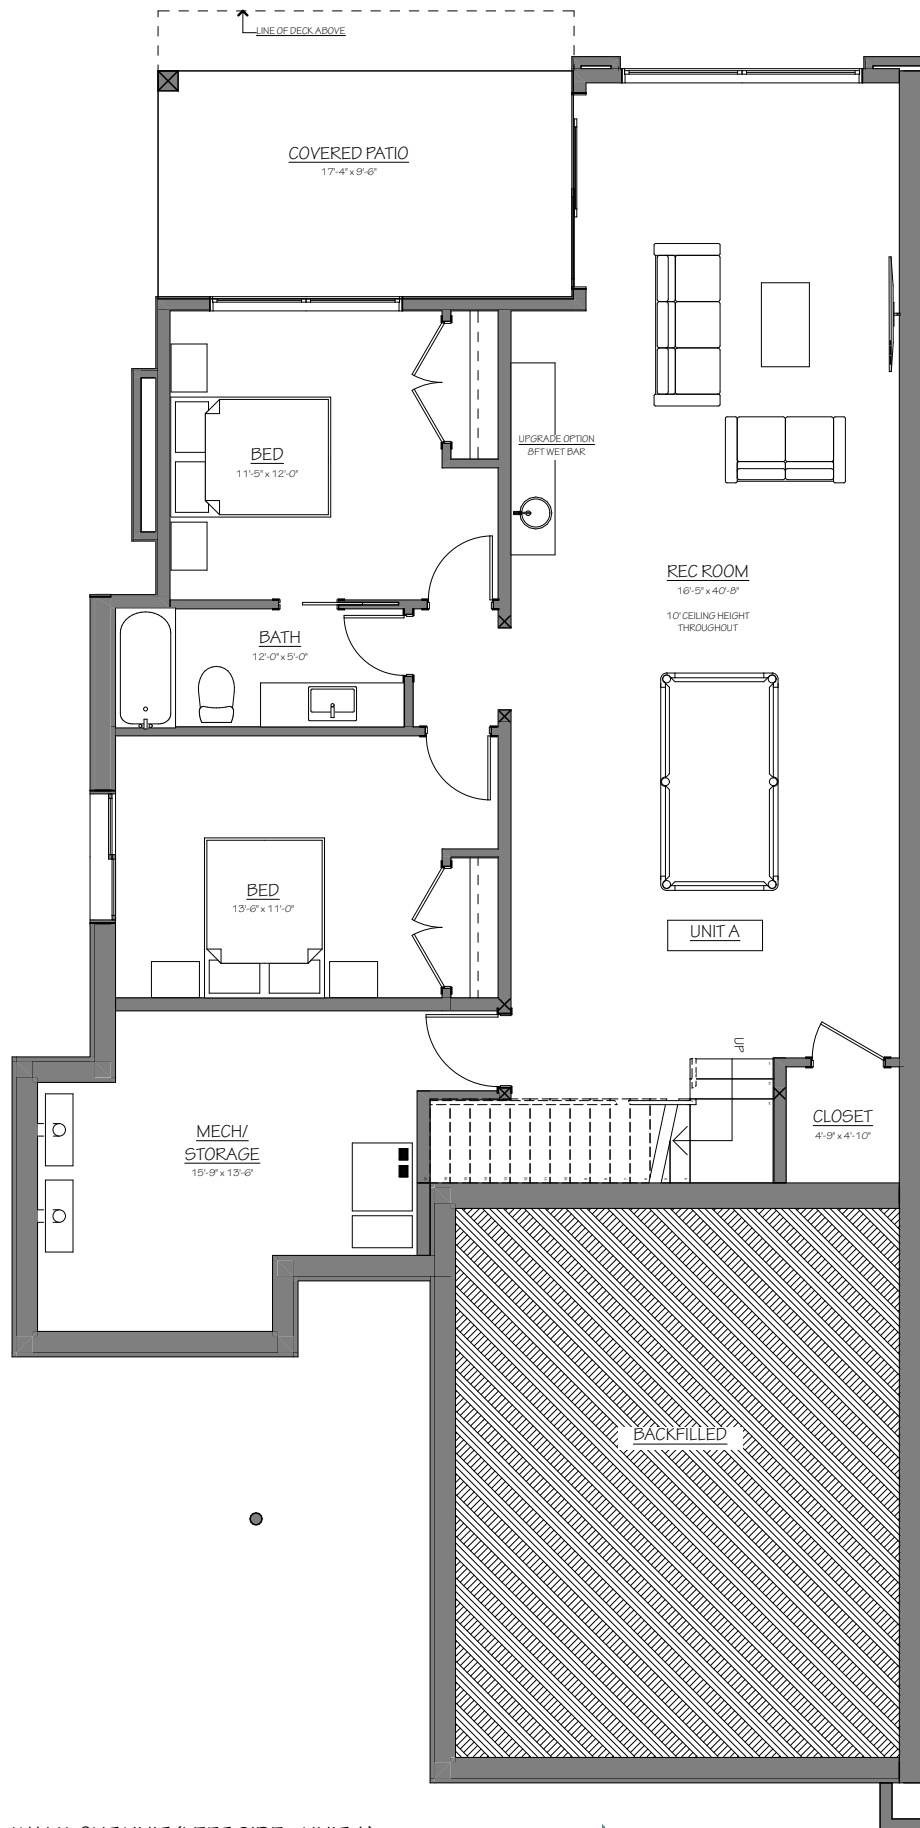 LINE OF DECK ABOVE
COVERED PATIO
17'-4" x 9'-6"
BED
11'-5" x 12'-0"
UPGRADE OPTION
8FT WET BAR
REC ROOM
16'-5" x 40'-8"
10' CEILING HEIGHT
THROUGHOUT
BATH
12'-0" x 5'-0"
BED
13'-6" x 11'-0"
UNIT A
UP
CLOSET
4'-9" x 4'-10"
MECH/
STORAGE
15'-9" x 13'-6"
BACKFILLED